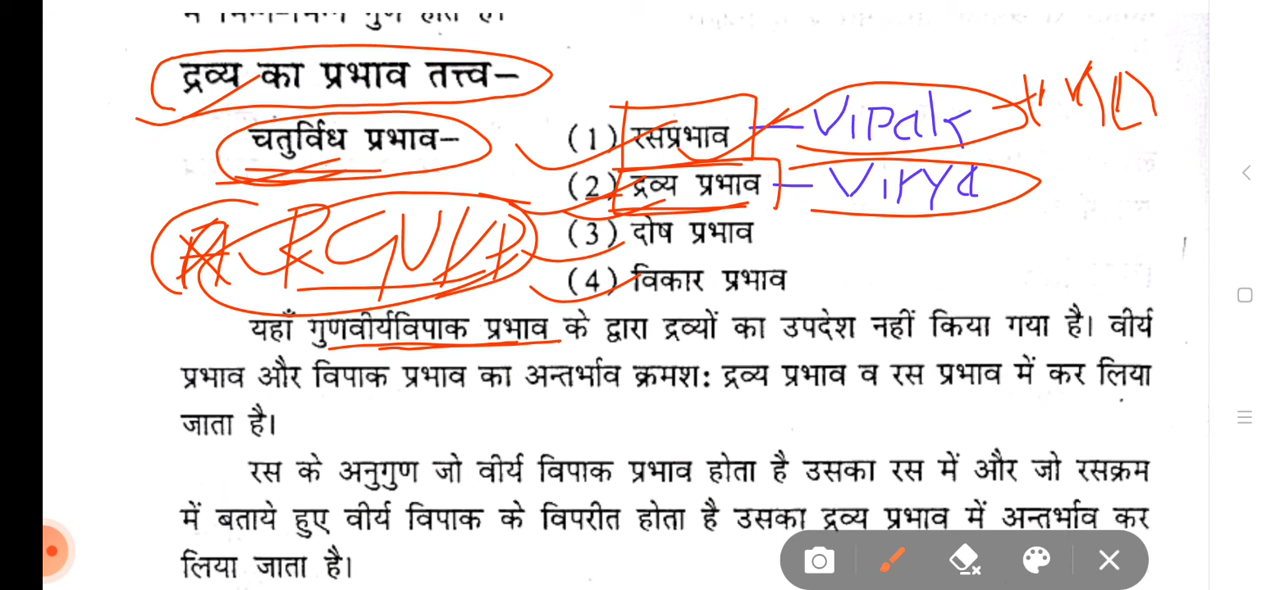 द्रव्य का प्रभाव तत्त्व–
चतुर्विध प्रभाव– (1) रसप्रभाव – Vipak
(2) द्रव्य प्रभाव – Virya
(3) दोष प्रभाव
(4) विकार प्रभाव
यहाँ गुणवीर्यविपाक प्रभाव के द्वारा द्रव्यों का उपदेश नहीं किया गया है। वीर्य
प्रभाव और विपाक प्रभाव का अन्तर्भाव क्रमश: द्रव्य प्रभाव व रस प्रभाव में कर लिया
जाता है।
रस के अनुगुण जो वीर्य विपाक प्रभाव होता है उसका रस में और जो रसक्रम
में बताये हुए वीर्य विपाक के विपरीत होता है उसका द्रव्य प्रभाव में अन्तर्भाव कर
लिया जाता है।